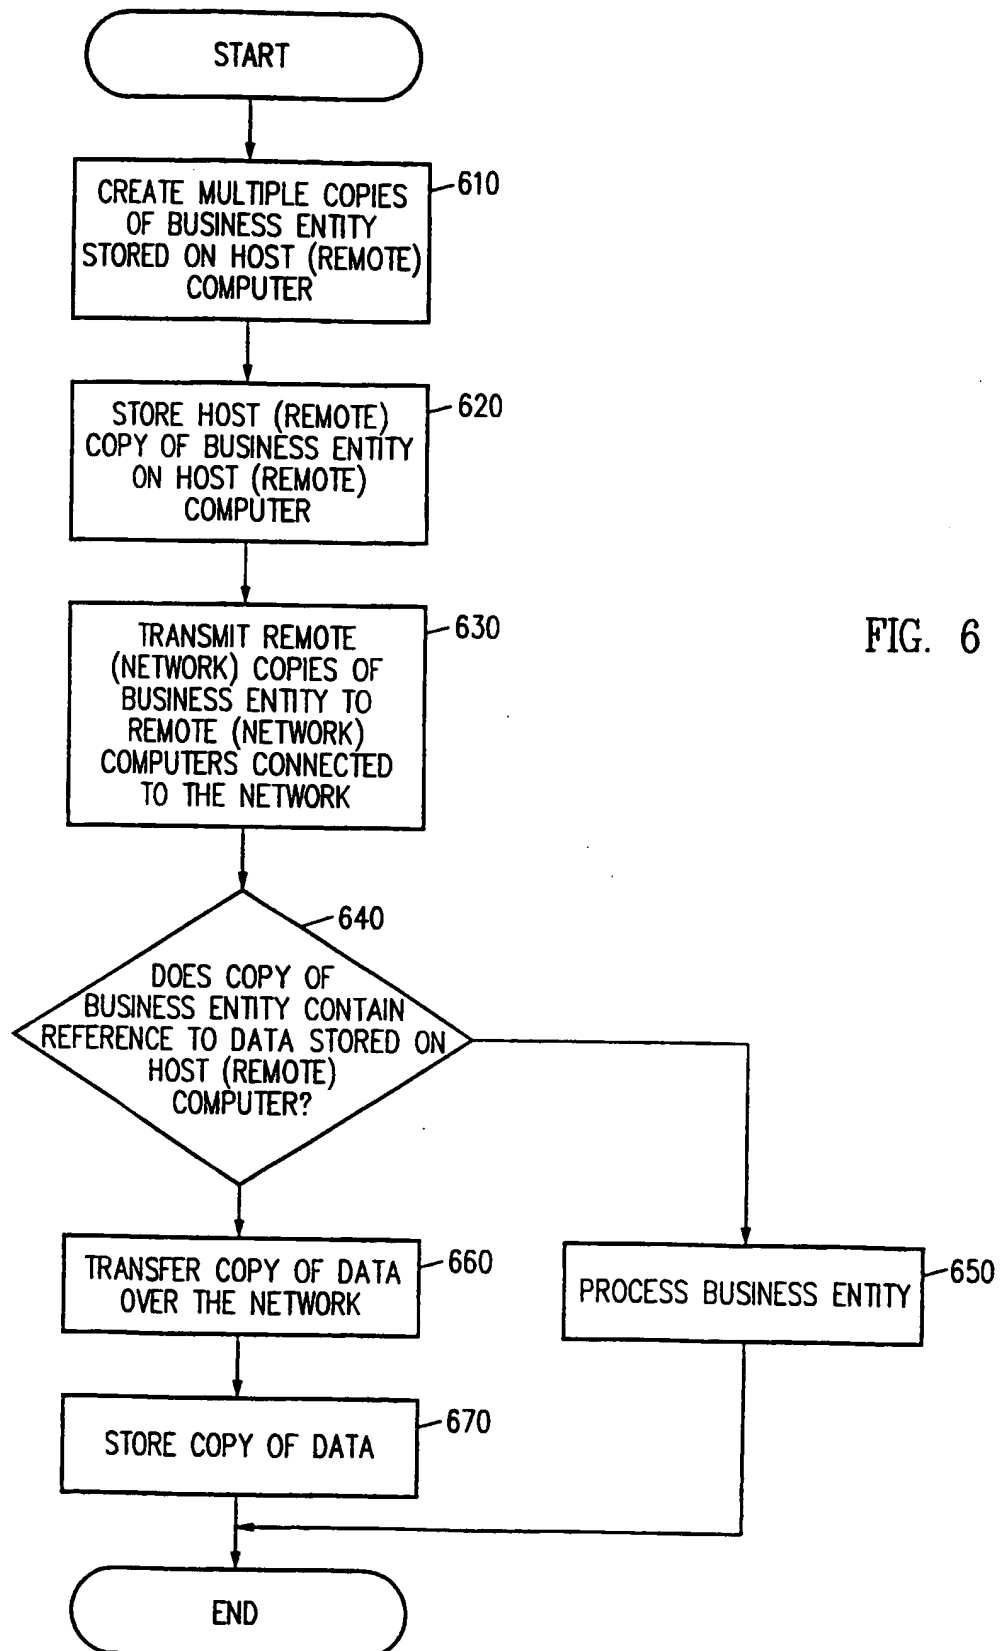 START
CREATE MULTIPLE COPIES
OF BUSINESS ENTITY
STORED ON HOST (REMOTE)
COMPUTER
610
STORE HOST (REMOTE)
COPY OF BUSINESS ENTITY
ON HOST (REMOTE)
COMPUTER
620
TRANSMIT REMOTE
(NETWORK) COPIES OF
BUSINESS ENTITY TO
REMOTE (NETWORK)
COMPUTERS CONNECTED
TO THE NETWORK
630
FIG. 6
640
DOES COPY OF
BUSINESS ENTITY CONTAIN
REFERENCE TO DATA STORED ON
HOST (REMOTE)
COMPUTER?
TRANSFER COPY OF DATA
OVER THE NETWORK
660
PROCESS BUSINESS ENTITY
650
STORE COPY OF DATA
670
END